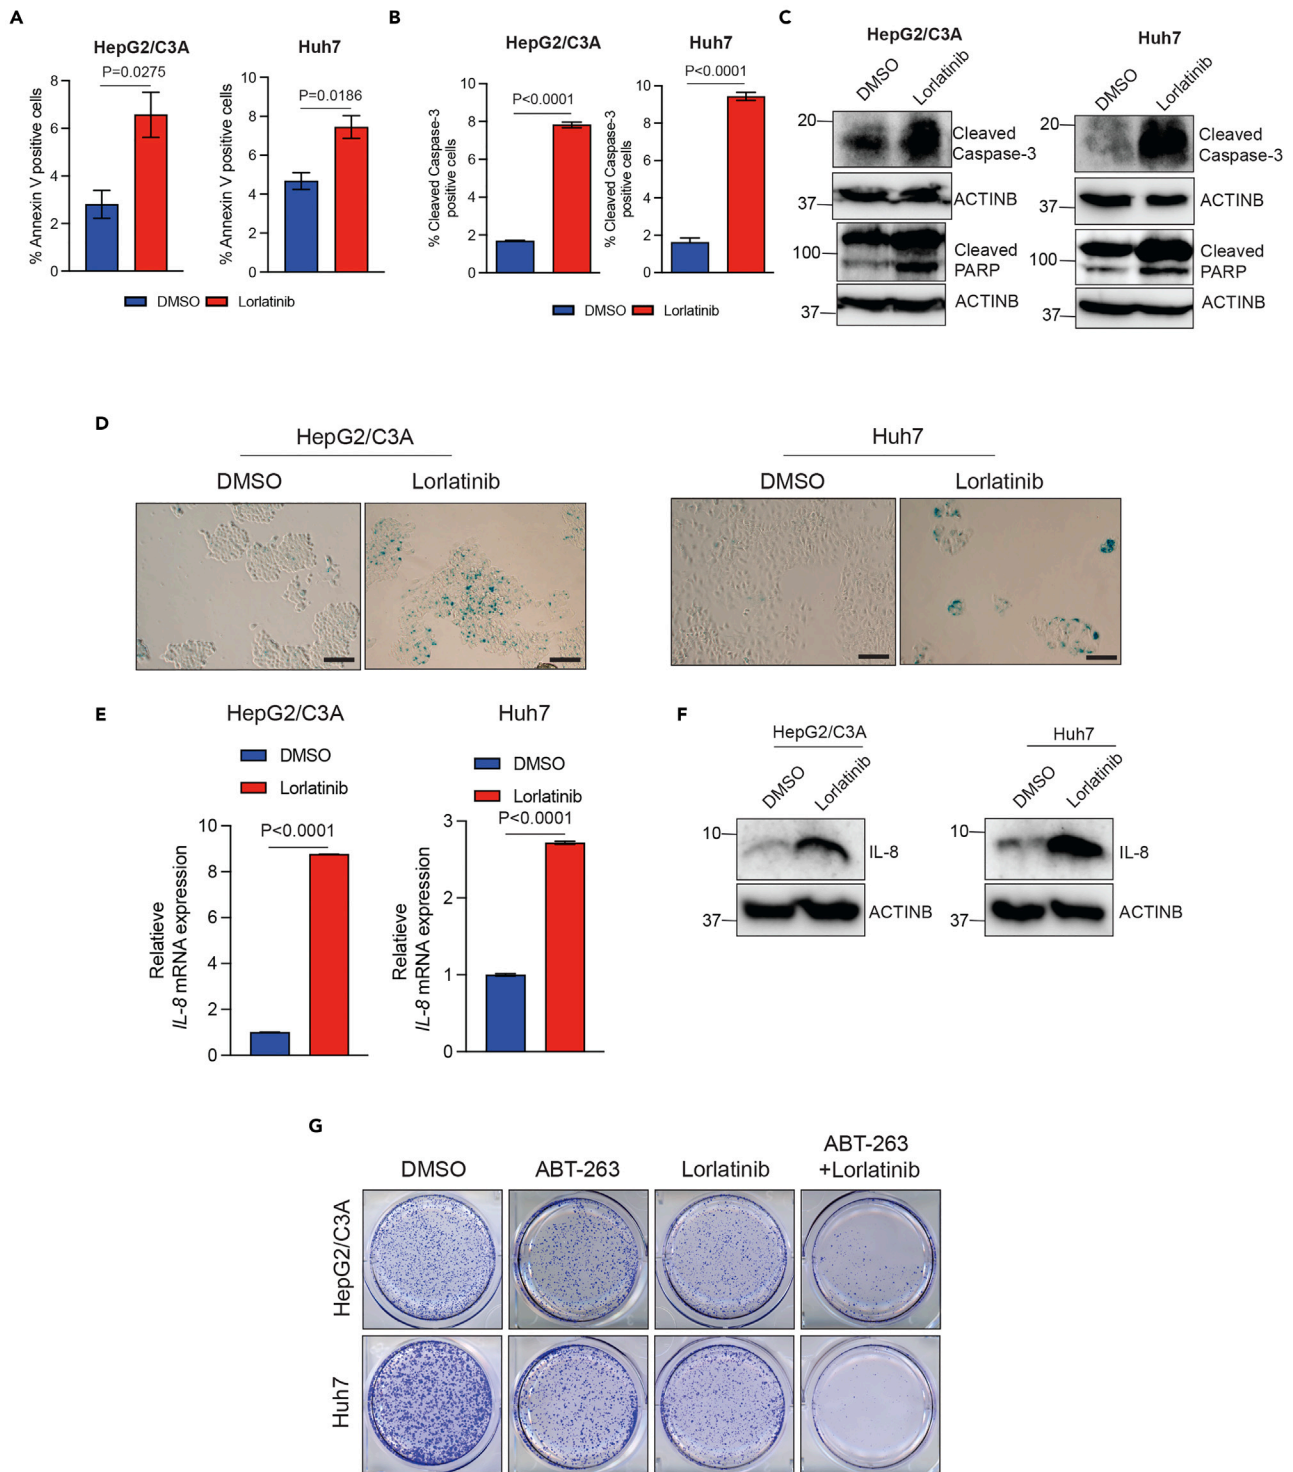 A
HepG2/C3A
P=0.0275
% Annexin V positive cells
8
6
4
2
0
Huh7
P=0.0186
% Annexin V positive cells
10
8
6
4
2
0
DMSO Lorlatinib
B
HepG2/C3A
P<0.0001
% Cleaved Caspase-3
positive cells
10
8
6
4
2
0
Huh7
P<0.0001
% Cleaved Caspase-3
positive cells
10
8
6
4
2
0
DMSO Lorlatinib
C
HepG2/C3A
DMSO
Lorlatinib
20
Cleaved
Caspase-3
37
ACTINB
100
Cleaved
PARP
37
ACTINB
Huh7
DMSO
Lorlatinib
20
Cleaved
Caspase-3
37
ACTINB
100
Cleaved
PARP
37
ACTINB
D
HepG2/C3A
DMSO
Lorlatinib
Huh7
DMSO
Lorlatinib
E
HepG2/C3A
DMSO
Lorlatinib
P<0.0001
Relatieve
IL-8 mRNA expression
10
8
6
4
2
0
Huh7
DMSO
Lorlatinib
P<0.0001
Relatieve
IL-8 mRNA expression
3
2
1
0
F
HepG2/C3A
DMSO
Lorlatinib
10
IL-8
37
ACTINB
Huh7
DMSO
Lorlatinib
10
IL-8
37
ACTINB
G
DMSO
ABT-263
Lorlatinib
ABT-263
+Lorlatinib
HepG2/C3A
Huh7